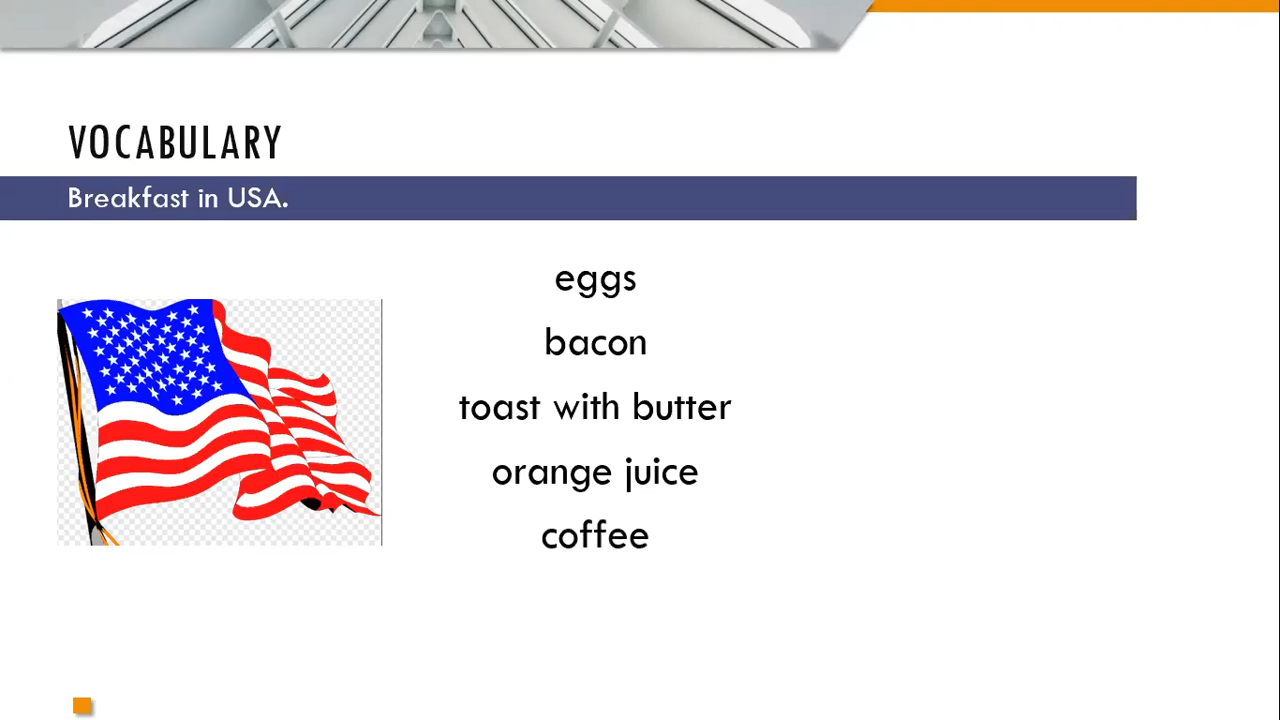 VOCABULARY
Breakfast in USA.
eggs
bacon
toast with butter
orange juice
coffee